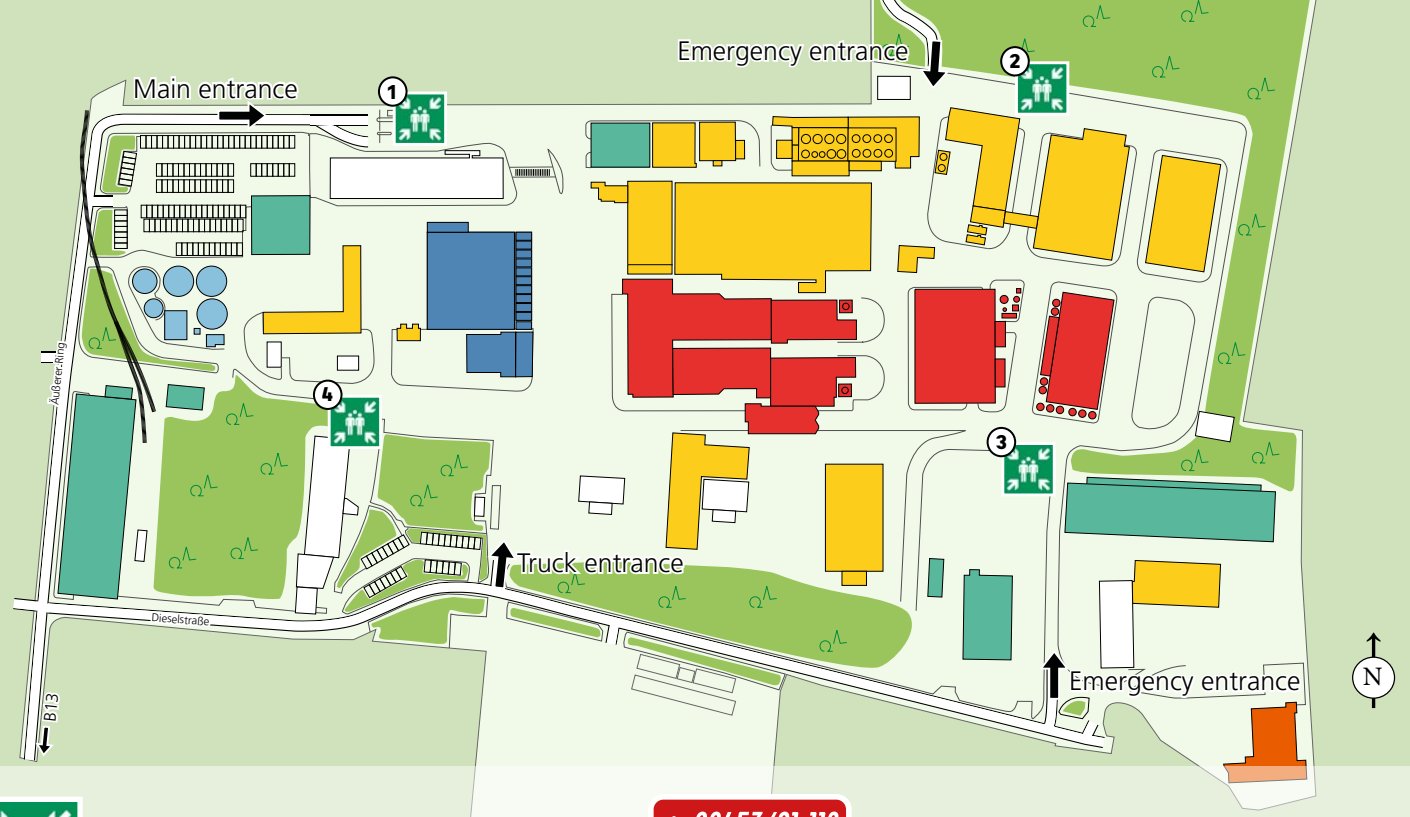 Emergency entrance
2
Main entrance
1
Äußerer-Ring
4
3
Truck entrance
Dieselstraße
Emergency entrance
N
B13